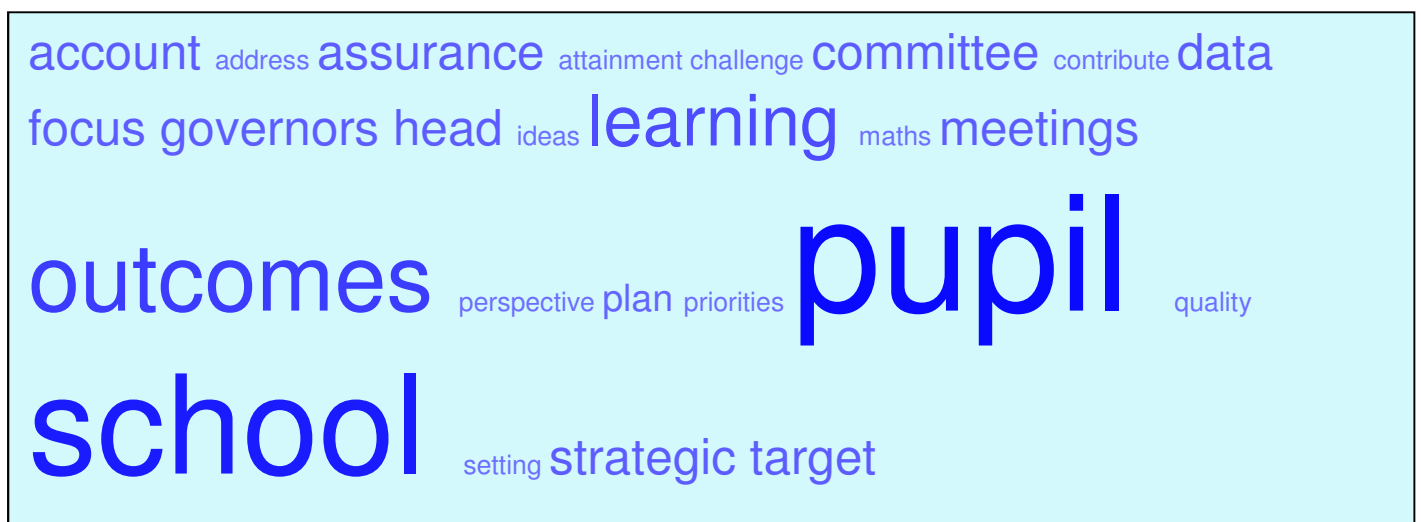 account address assurance attainment challenge committee contribute data
focus governors head ideas learning maths meetings
outcomes perspective plan priorities pupil quality
school setting strategic target